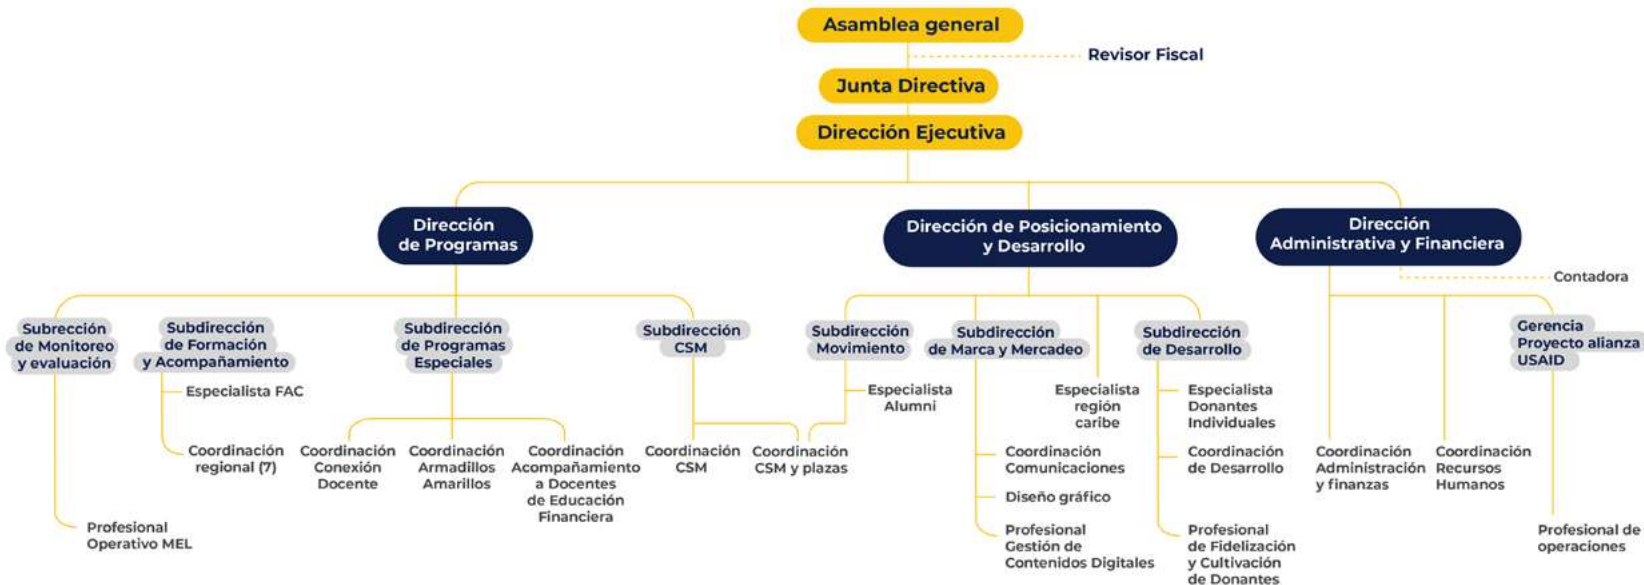 Asamblea general
Revisor Fiscal
Junta Directiva
Dirección Ejecutiva
Dirección
de Programas
Dirección de Posicionamiento
y Desarrollo
Dirección
Administrativa y Financiera
Contadora
Subrección
de Monitoreo
y evaluación
Subdirección
de Formación
y Acompañamiento
Subdirección
de Programas
Especiales
Subdirección
CSM
Subdirección
Movimiento
Subdirección
de Marca y Mercadeo
Subdirección
de Desarrollo
Gerencia
Proyecto alianza
USAID
Especialista FAC
Especialista
Alumni
Especialista
región
caribe
Especialista
Donantes
Individuales
Coordinación
regional (7)
Coordinación
Conexión
Docente
Coordinación
Armadillos
Amarillos
Coordinación
Acompañamiento
a Docentes
de Educación
Financiera
Coordinación
CSM
Coordinación
CSM y plazas
Coordinación
Comunicaciones
Coordinación
de Desarrollo
Coordinación
Administración
y finanzas
Coordinación
Recursos
Humanos
Diseño gráfico
Profesional
Operativo MEL
Profesional
Gestión de
Contenidos Digitales
Profesional
de Fidelización
y Cultivación
de Donantes
Profesional de
operaciones